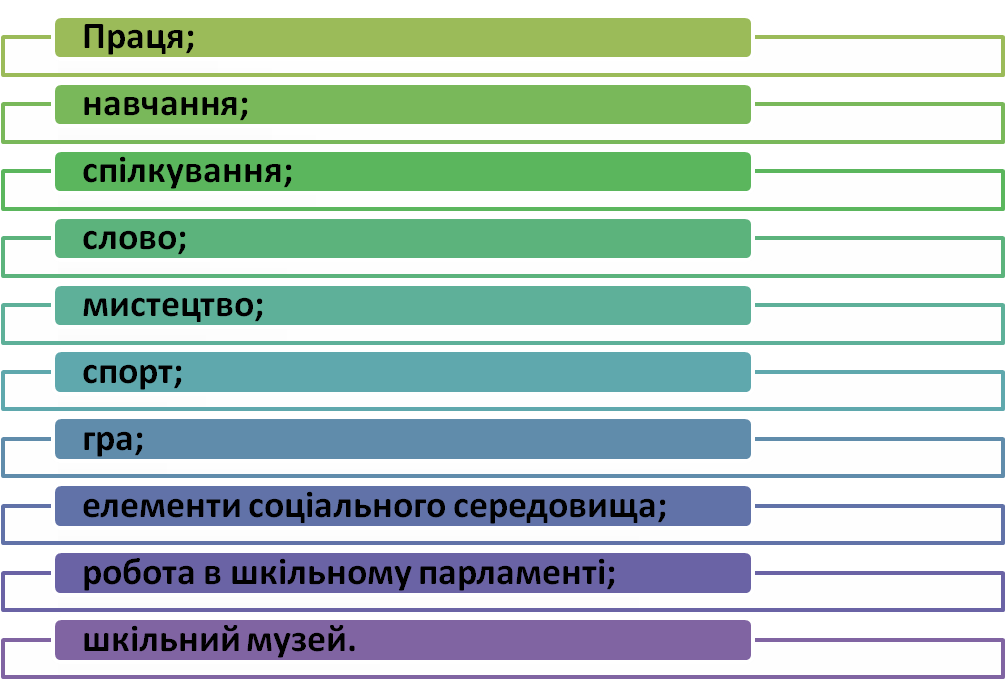 Праця;
навчання;
спілкування;
слово;
мистецтво;
спорт;
гра;
елементи соціального середовища;
робота в шкільному парламенті;
шкільний музей.